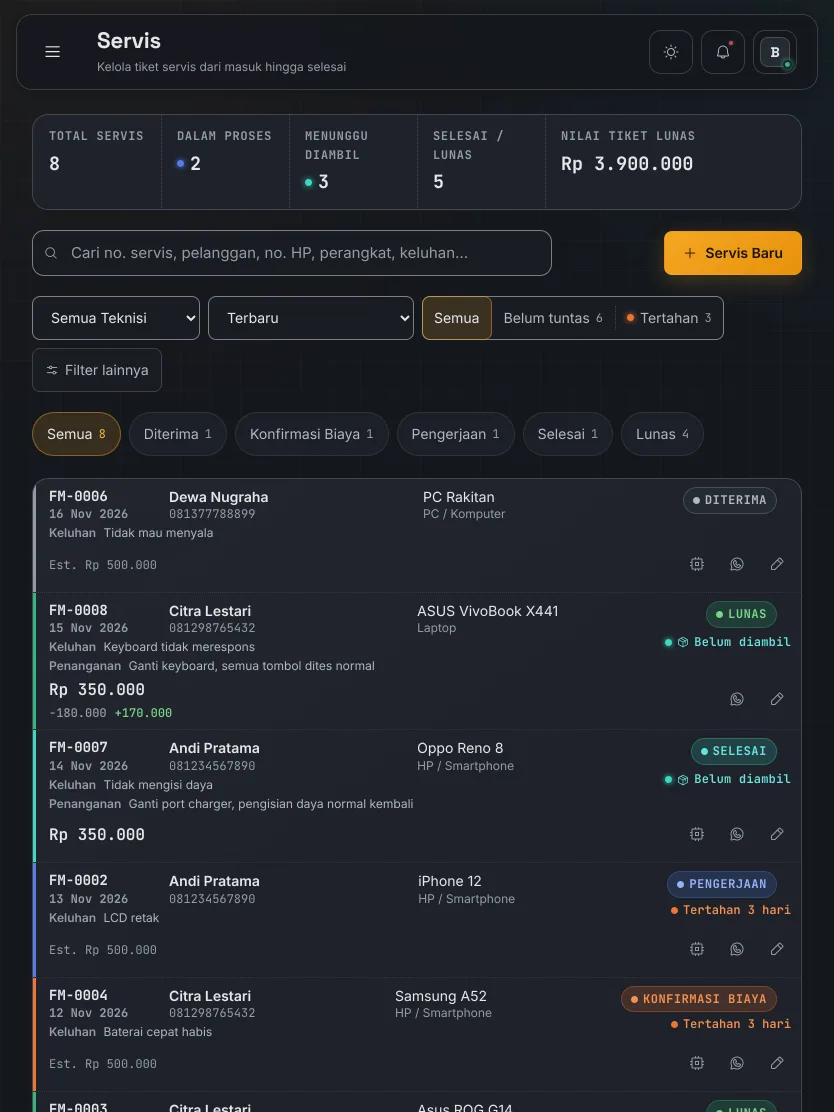 Servis
Kelola tiket servis dari masuk hingga selesai
B
TOTAL SERVIS
8
DALAM PROSES
2
MENUNGGU
DIAMBIL
3
SELESAI /
LUNAS
5
NILAI TIKET LUNAS
Rp 3.900.000
Cari no. servis, pelanggan, no. HP, perangkat, keluhan...
+ Servis Baru
Semua Teknisi
Terbaru
Semua
Belum tuntas 6
Tertahan 3
Filter lainnya
Semua 8
Diterima 1
Konfirmasi Biaya 1
Pengerjaan 1
Selesai 1
Lunas 4
FM-0006 Dewa Nugraha PC Rakitan DITERIMA
16 Nov 2026 081377788899 PC / Komputer
Keluhan Tidak mau menyala
Est. Rp 500.000
FM-0008 Citra Lestari ASUS VivoBook X441 LUNAS
15 Nov 2026 081298765432 Laptop
Belum diambil
Keluhan Keyboard tidak merespons
Penanganan Ganti keyboard, semua tombol dites normal
Rp 350.000
-180.000 +170.000
FM-0007 Andi Pratama Oppo Reno 8 SELESAI
14 Nov 2026 081234567890 HP / Smartphone
Belum diambil
Keluhan Tidak mengisi daya
Penanganan Ganti port charger, pengisian daya normal kembali
Rp 350.000
FM-0002 Andi Pratama iPhone 12 PENGERJAAN
13 Nov 2026 081234567890 HP / Smartphone
Tertahan 3 hari
Keluhan LCD retak
Est. Rp 500.000
FM-0004 Citra Lestari Samsung A52 KONFIRMASI BIAYA
12 Nov 2026 081298765432 HP / Smartphone
Tertahan 3 hari
Keluhan Baterai cepat habis
Est. Rp 500.000
FM-0003 Citra Lestari Asus ROG G14 LUNAS